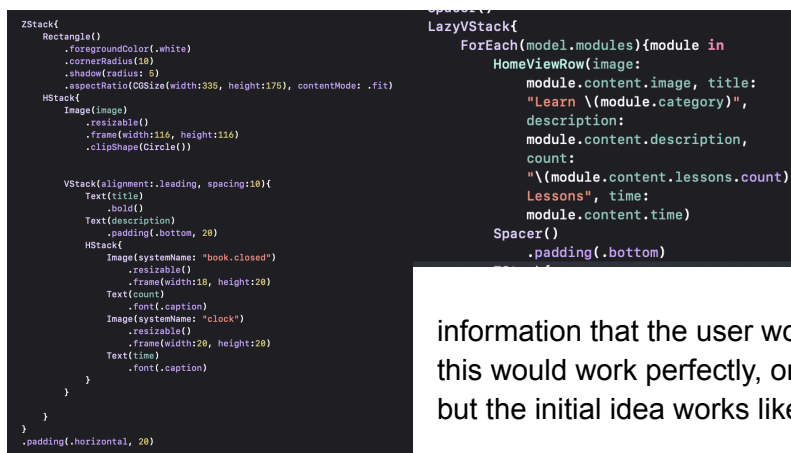 ZStack{
Rectangle()
.foregroundColor(.white)
.cornerRadius(10)
.shadow(radius: 5)
.aspectRatio(CGSize(width:335, height:175), contentMode: .fit)
HStack{
Image(image)
.resizable()
.frame(width:116, height:116)
.clipShape(Circle())
VStack(alignment:.leading, spacing:10){
Text(title)
.bold()
Text(description)
.padding(.bottom, 20)
HStack{
Image(systemName: "book.closed")
.resizable()
.frame(width:18, height:20)
Text(count)
.font(.caption)
Image(systemName: "clock")
.resizable()
.frame(width:20, height:20)
Text(time)
.font(.caption)
}
}
}
}
.padding(.horizontal, 20)
Spacer()
LazyVStack{
ForEach(model.modules){module in
HomeViewRow(image:
module.content.image, title:
"Learn \(module.category)",
description:
module.content.description,
count:
"\(module.content.lessons.count)
Lessons", time:
module.content.time)
Spacer()
.padding(.bottom)
information that the user
this would work perfectly,
but the initial idea works